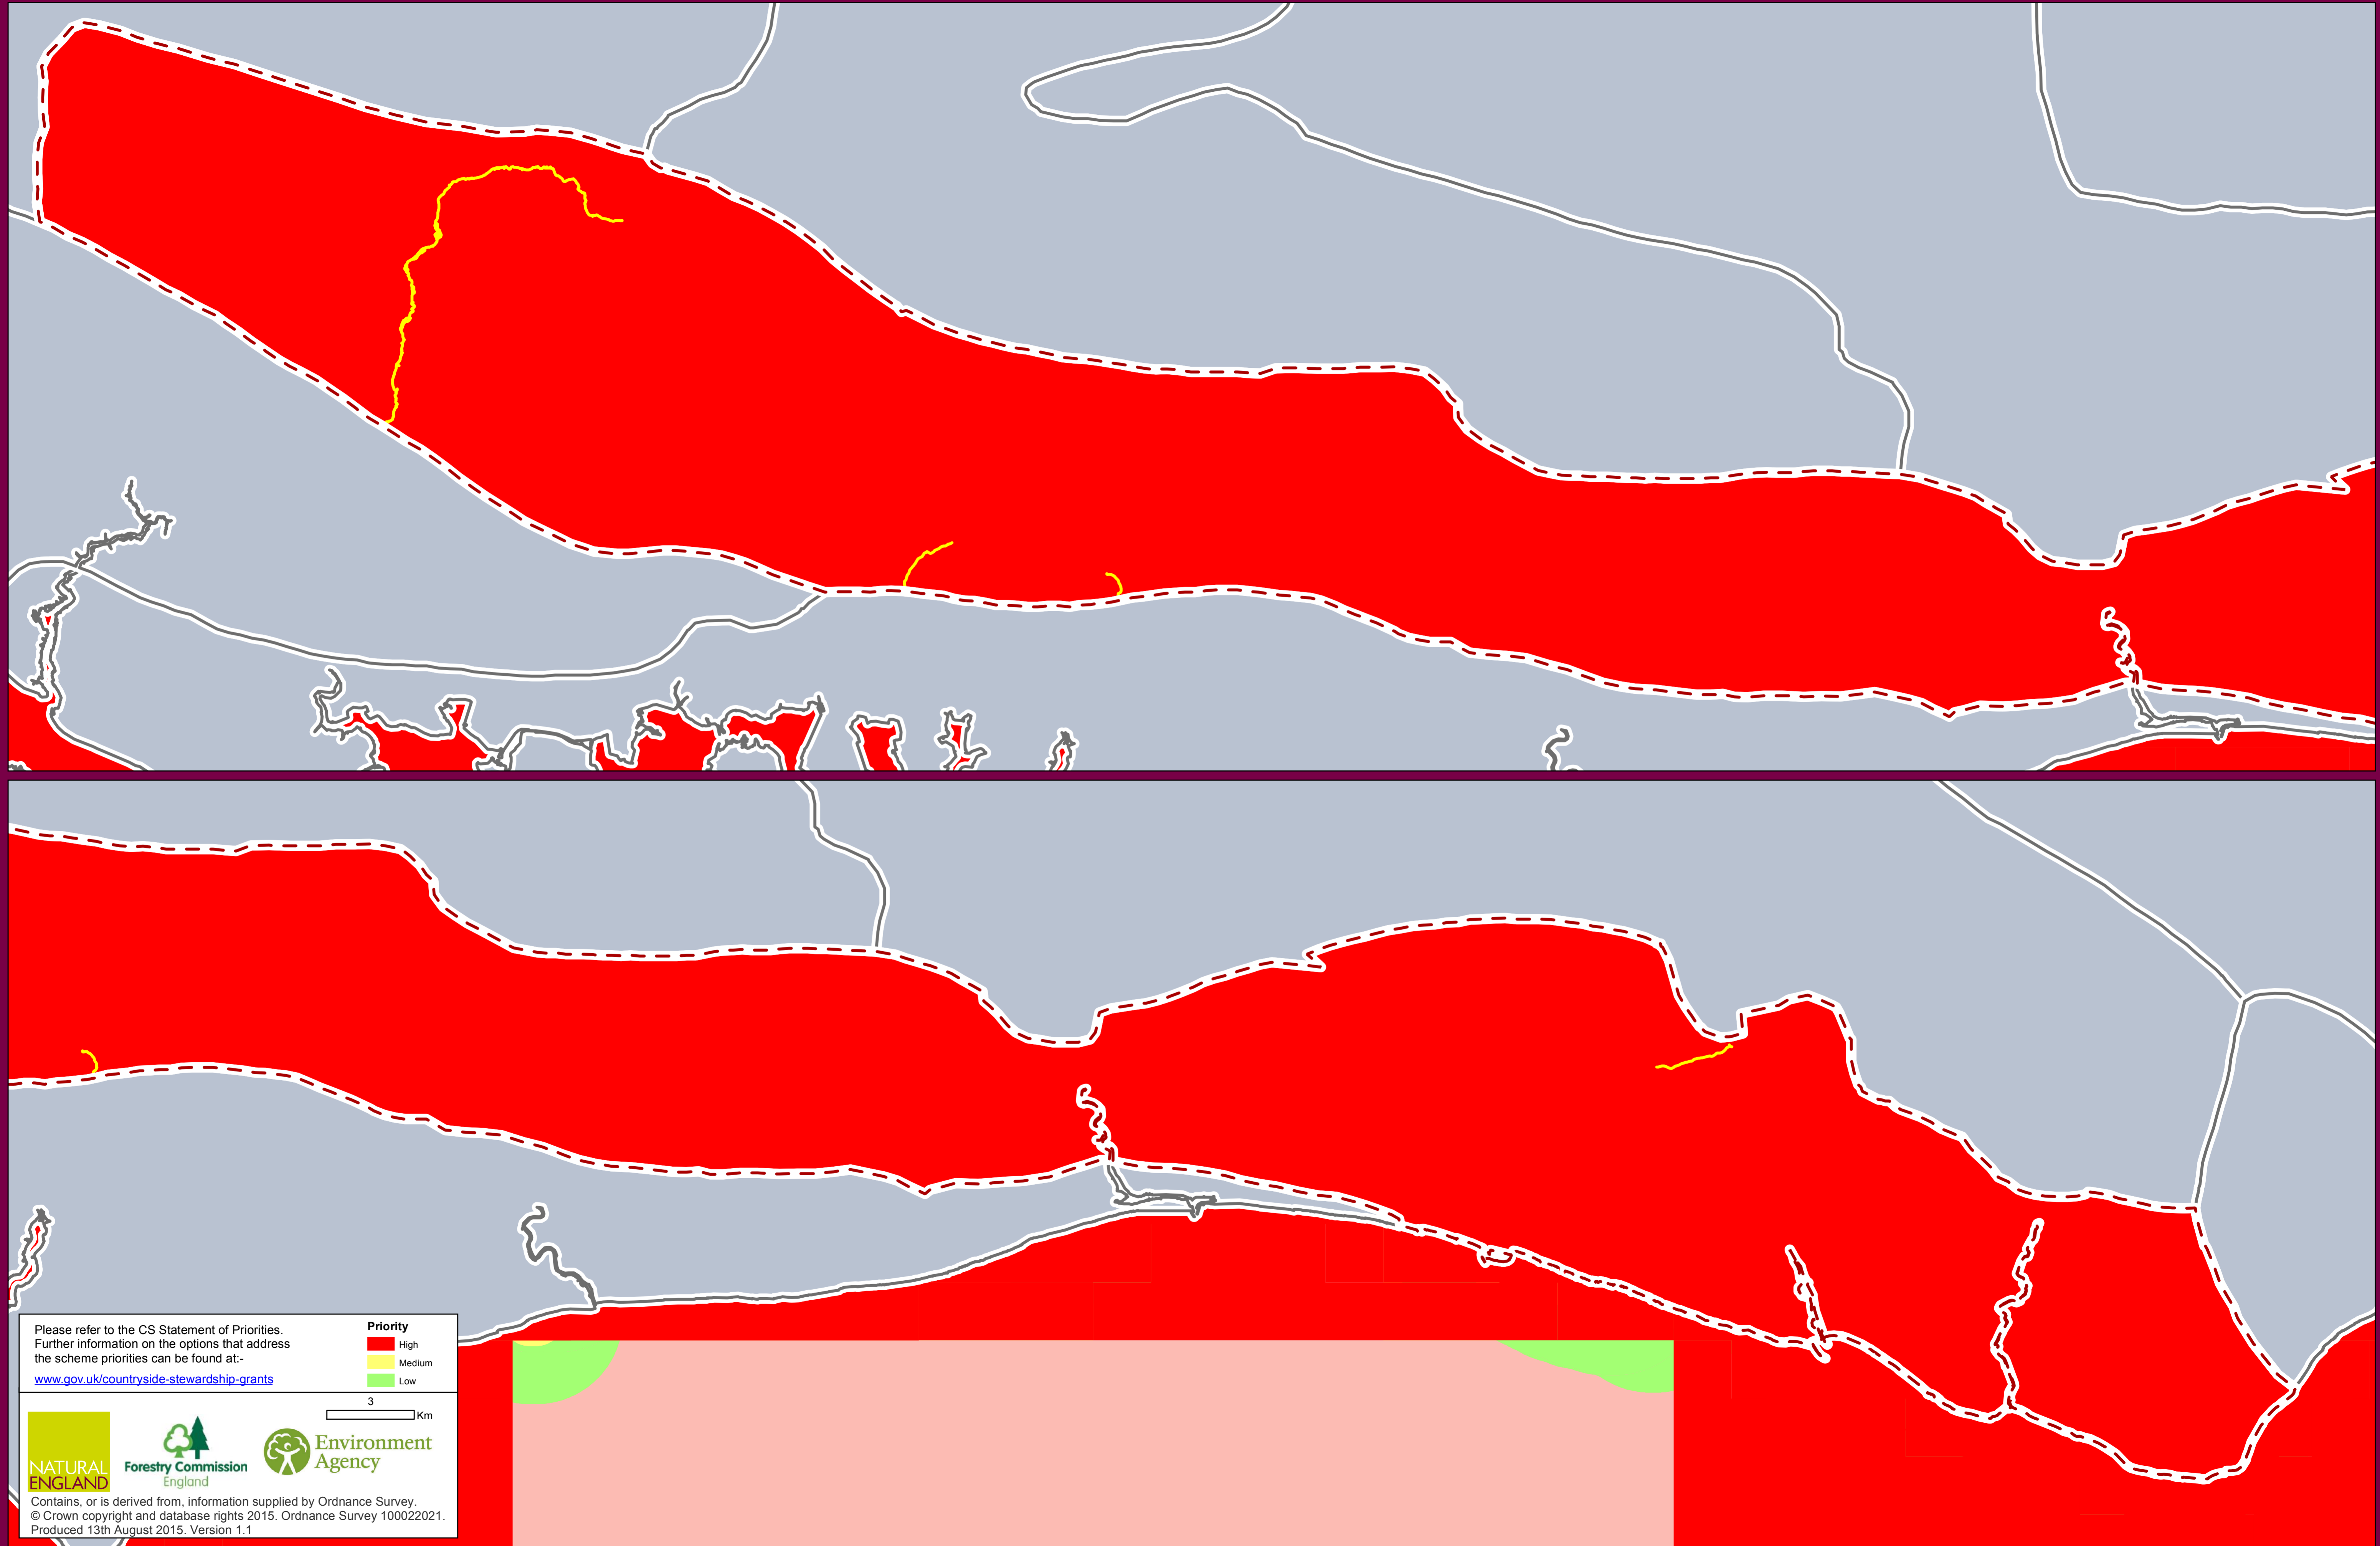 Please refer to the CS Statement of Priorities.
Further information on the options that address
the scheme priorities can be found at:-
www.gov.uk/countryside-stewardship-grants
Priority
High
Medium
Low
3
Km
NATURAL
ENGLAND
Forestry Commission
England
Environment
Agency
Contains, or is derived from, information supplied by Ordnance Survey.
© Crown copyright and database rights 2015. Ordnance Survey 100022021.
Produced 13th August 2015. Version 1.1